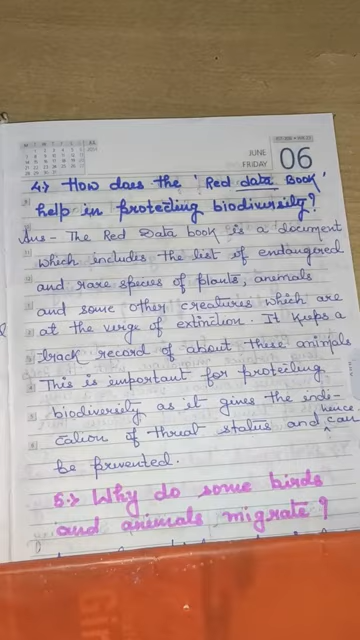 JUNE
FRIDAY
06
4.) How does the 'Red data Book'
help in protecting biodiversity?
Ans - The Red Data book is a document
which includes the list of endangered
and rare species of plants, anemals
and some other creatures which are
at the verge of extinction. It keeps a
track record of about these animals
This is important for protecting
biodiversity as it gives the indi-
cation of threat status and hence can
be prevented.
5.) Why do some birds
and animals migrate?